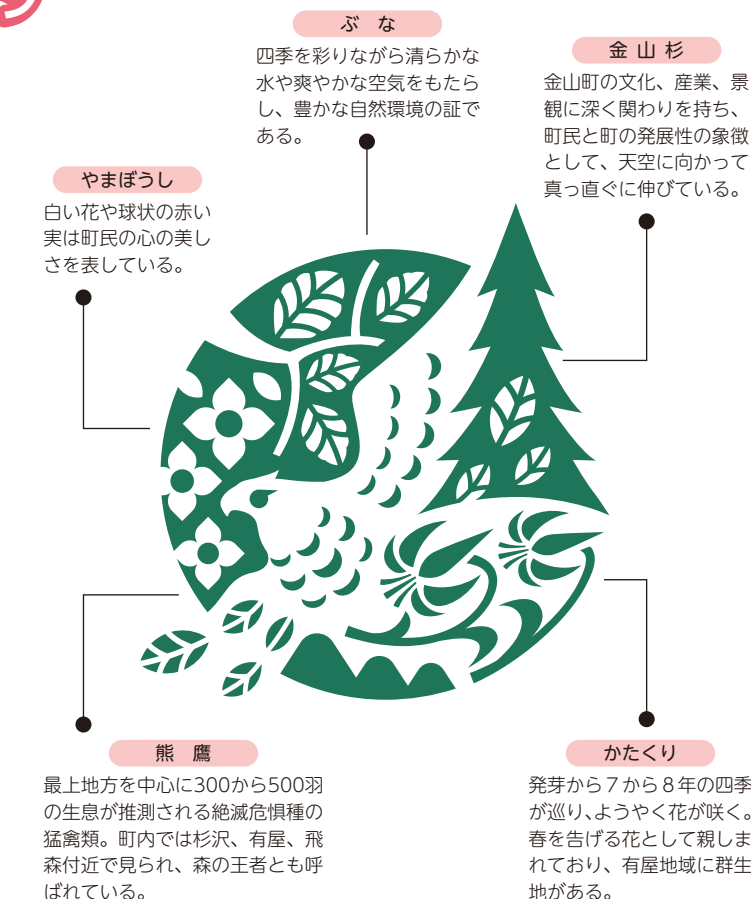 ぶな
四季を彩りながら清らかな
水や爽やかな空気をもたら
し、豊かな自然環境の証で
ある。
金山杉
金山町の文化、産業、景
観に深く関わりを持ち、
町民と町の発展性の象徴
として、天空に向かって
真っ直ぐに伸びている。
やまぼうし
白い花や球状の赤い
実は町民の心の美し
さを表している。
熊鷹
最上地方を中心に300から500羽
の生息が推測される絶滅危惧種の
猛禽類。町内では杉沢、有屋、飛
森付近で見られ、森の王者とも呼
ばれている。
かたくり
発芽から7から8年の四季
が巡り、ようやく花が咲く。
春を告げる花として親しま
れており、有屋地域に群生
地がある。